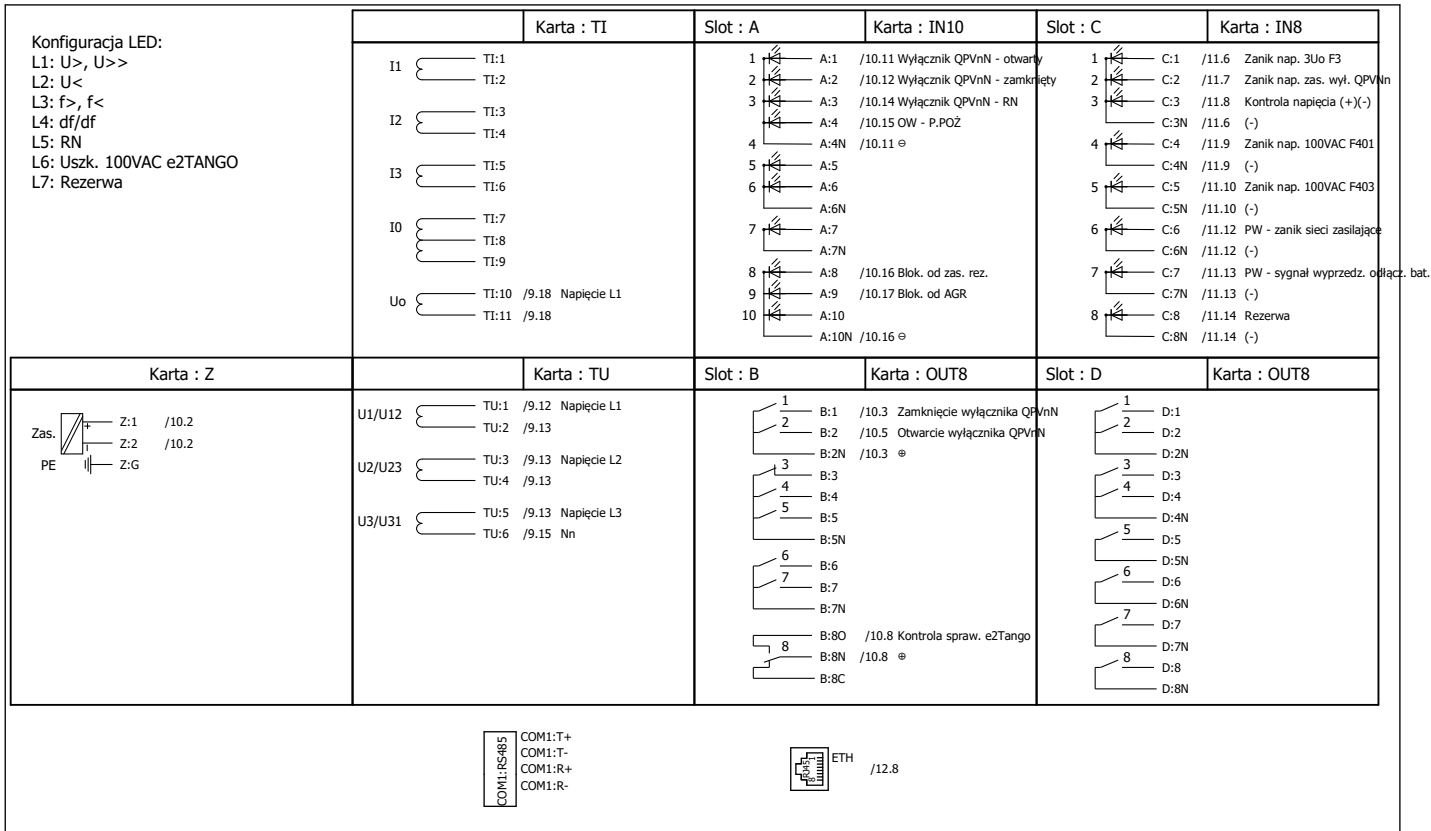 Konfiguracja LED:
L1: U>, U>>
L2: U<
L3: f>, f<
L4: df/df
L5: RN
L6: Uszk. 100VAC e2TANGO
L7: Rezerwa
Karta : TI
I1
TI:1
TI:2
I2
TI:3
TI:4
I3
TI:5
TI:6
I0
TI:7
TI:8
TI:9
Uo
TI:10 /9.18 Napięcie L1
TI:11 /9.18
Slot : A Karta : IN10
1 A:1 /10.11 Wyłącznik QPVnN - otwarty
2 A:2 /10.12 Wyłącznik QPVnN - zamknięty
3 A:3 /10.14 Wyłącznik QPVnN - RN
A:4 /10.15 OW - P.POŻ
4 A:4N /10.11 ⊖
5 A:5
6 A:6
A:6N
7 A:7
A:7N
8 A:8 /10.16 Blok. od zas. rez.
9 A:9 /10.17 Blok. od AGR
10 A:10
A:10N /10.16 ⊖
Slot : C Karta : IN8
1 C:1 /11.6 Zanik nap. 3Uo F3
2 C:2 /11.7 Zanik nap. zas. wył. QPVNn
3 C:3 /11.8 Kontrola napięcia (+)(-)
C:3N /11.6 (-)
4 C:4 /11.9 Zanik nap. 100VAC F401
C:4N /11.9 (-)
5 C:5 /11.10 Zanik nap. 100VAC F403
C:5N /11.10 (-)
6 C:6 /11.12 PW - zanik sieci zasilające
C:6N /11.12 (-)
7 C:7 /11.13 PW - sygnał wyprzedz. odłącz. bat.
C:7N /11.13 (-)
8 C:8 /11.14 Rezerwa
C:8N /11.14 (-)
Karta : Z
Zas.
+ Z:1 /10.2
Z:2 /10.2
PE Z:G
Karta : TU
U1/U12
TU:1 /9.12 Napięcie L1
TU:2 /9.13
U2/U23
TU:3 /9.13 Napięcie L2
TU:4 /9.13
U3/U31
TU:5 /9.13 Napięcie L3
TU:6 /9.15 Nn
Slot : B Karta : OUT8
1 B:1 /10.3 Zamknięcie wyłącznika QPVnN
2 B:2 /10.5 Otwarcie wyłącznika QPVnN
B:2N /10.3 ⊕
3 B:3
4 B:4
5 B:5
B:5N
6 B:6
7 B:7
B:7N
B:8O /10.8 Kontrola spraw. e2Tango
8 B:8N /10.8 ⊕
B:8C
Slot : D Karta : OUT8
1 D:1
2 D:2
D:2N
3 D:3
4 D:4
D:4N
5 D:5
D:5N
6 D:6
D:6N
7 D:7
D:7N
8 D:8
D:8N
COM1:RS485
COM1:T+
COM1:T-
COM1:R+
COM1:R-
RJ45
1
8
ETH
/12.8